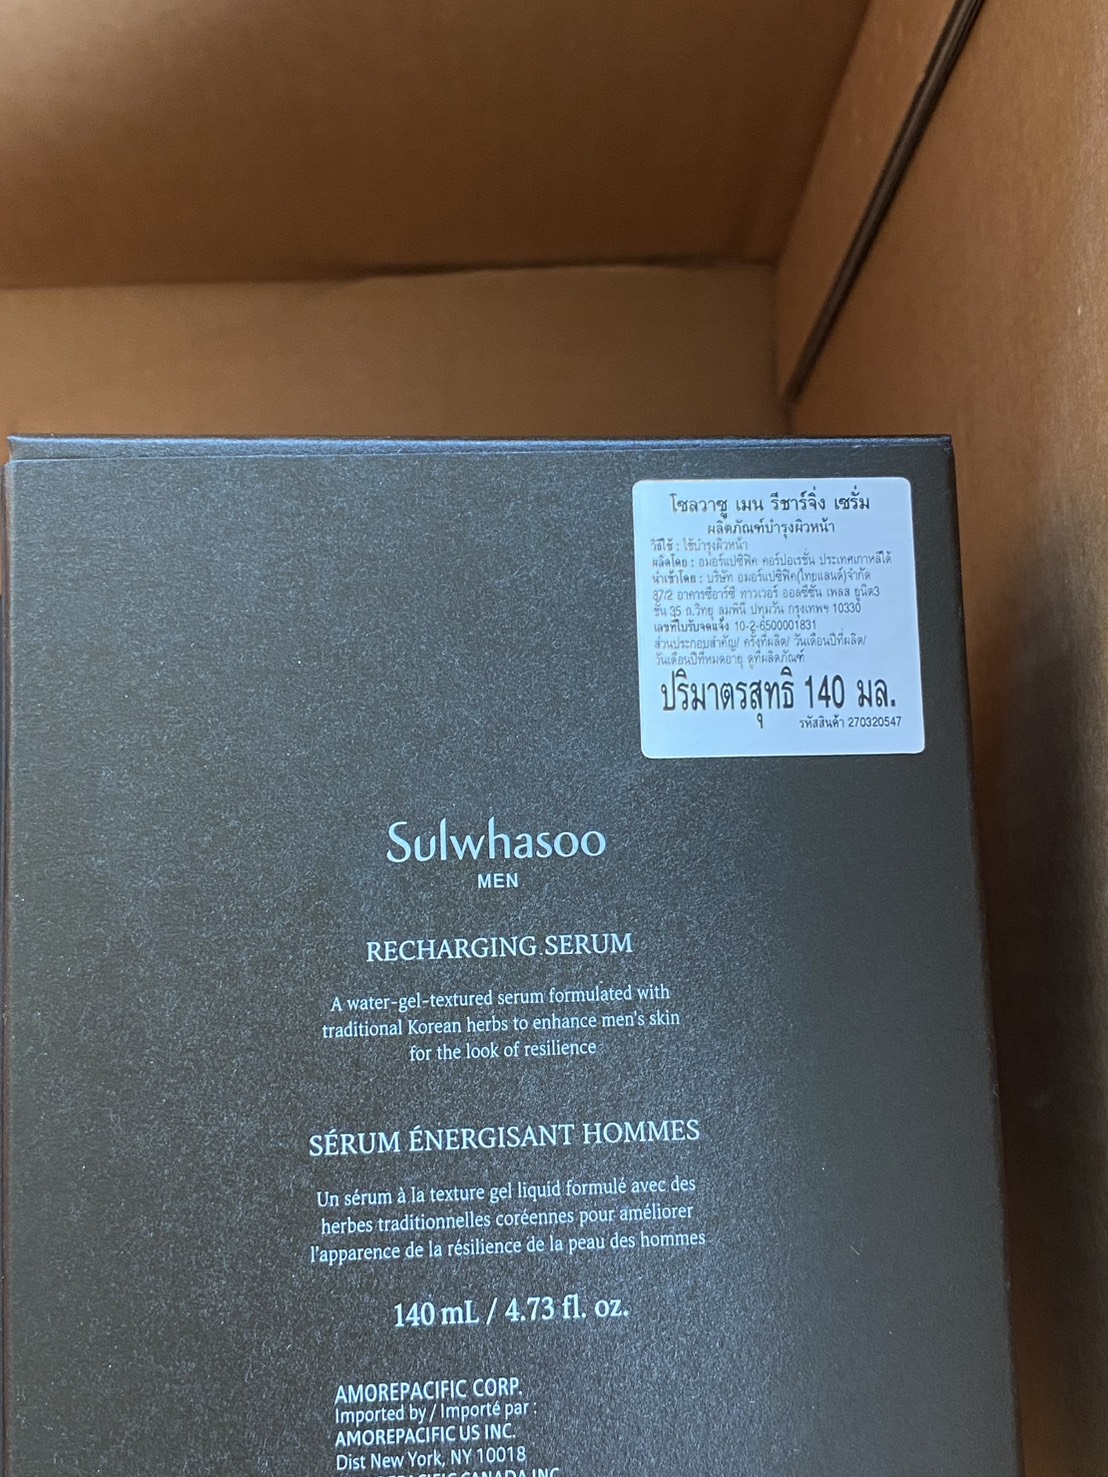 โซลวาซู เมน รีชาร์จิ่ง เซรั่ม
ผลิตภัณฑ์บำรุงผิวหน้า
วิธีใช้ : ใช้บำรุงผิวหน้า
ผลิตโดย : อมอร์แปซิฟิค คอร์ปอเรชั่น ประเทศเกาหลีใต้
นำเข้าโดย : บริษัท อมอร์แปซิฟิค(ไทยแลนด์)จำกัด
87/2 อาคารซีอาร์ซี ทาวเวอร์ ออลซีซั่น เพลส ยูนิต3
ชั้น 35 ถ.วิทยุ ลุมพินี ปทุมวัน กรุงเทพฯ 10330
เลขที่ใบรับจดแจ้ง 10-2-6500001831
ส่วนประกอบสำคัญ/ ครั้งที่ผลิต/ วันเดือนปีที่ผลิต/
วันเดือนปีที่หมดอายุ ดูที่ผลิตภัณฑ์
ปริมาตรสุทธิ 140 มล.
รหัสสินค้า 270320547
Sulwhasoo
MEN
RECHARGING SERUM
A water-gel-textured serum formulated with
traditional Korean herbs to enhance men's skin
for the look of resilience
SÉRUM ÉNERGISANT HOMMES
Un sérum à la texture gel liquid formulé avec des
herbes traditionnelles coréennes pour améliorer
l'apparence de la résilience de la peau des hommes
140 mL / 4.73 fl. oz.
AMOREPACIFIC CORP.
Imported by / Importé par :
AMOREPACIFIC US INC.
Dist New York, NY 10018
CANADA INC